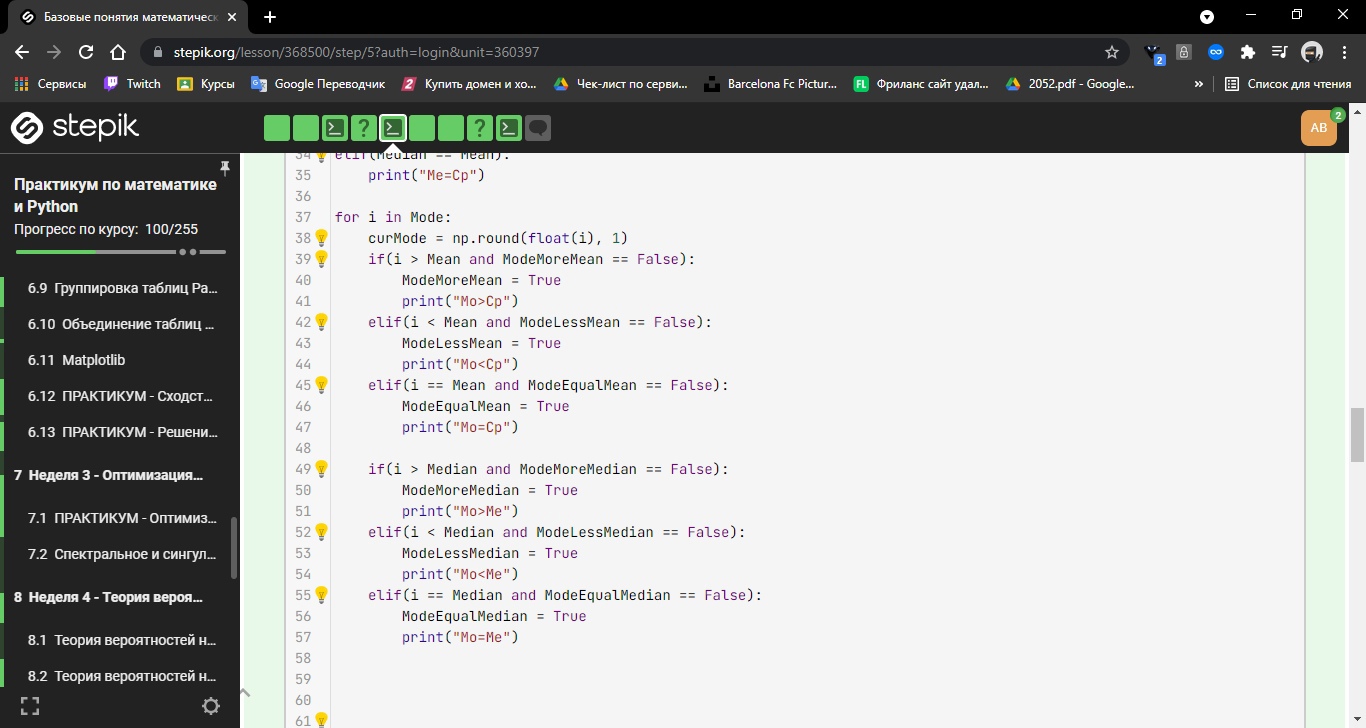 Базовые понятия математическ
stepik.org/lesson/368500/step/5?auth=login&unit=360397
2
Сервисы Twitch Курсы Google Переводчик Купить домен и хо... Чек-лист по серви... Barcelona Fc Pictur... Фриланс сайт удал... 2052.pdf - Google... » Список для чтения
stepik
AB 2
Практикум по математике
и Python
Прогресс по курсу: 100/255
6.9 Группировка таблиц Pa...
6.10 Объединение таблиц ...
6.11 Matplotlib
6.12 ПРАКТИКУМ - Сходст...
6.13 ПРАКТИКУМ - Решени...
7 Неделя 3 - Оптимизация...
7.1 ПРАКТИКУМ - Оптимиз...
7.2 Спектральное и сингул...
8 Неделя 4 - Теория вероя...
8.1 Теория вероятностей н...
8.2 Теория вероятностей н...
34 elif(Median == Mean):
35 print("Me=Cp")
36
37 for i in Mode:
38 curMode = np.round(float(i), 1)
39 if(i > Mean and ModeMoreMean == False):
40 ModeMoreMean = True
41 print("Mo>Cp")
42 elif(i < Mean and ModeLessMean == False):
43 ModeLessMean = True
44 print("Mo<Cp")
45 elif(i == Mean and ModeEqualMean == False):
46 ModeEqualMean = True
47 print("Mo=Cp")
48
49 if(i > Median and ModeMoreMedian == False):
50 ModeMoreMedian = True
51 print("Mo>Me")
52 elif(i < Median and ModeLessMedian == False):
53 ModeLessMedian = True
54 print("Mo<Me")
55 elif(i == Median and ModeEqualMedian == False):
56 ModeEqualMedian = True
57 print("Mo=Me")
58
59
60
61